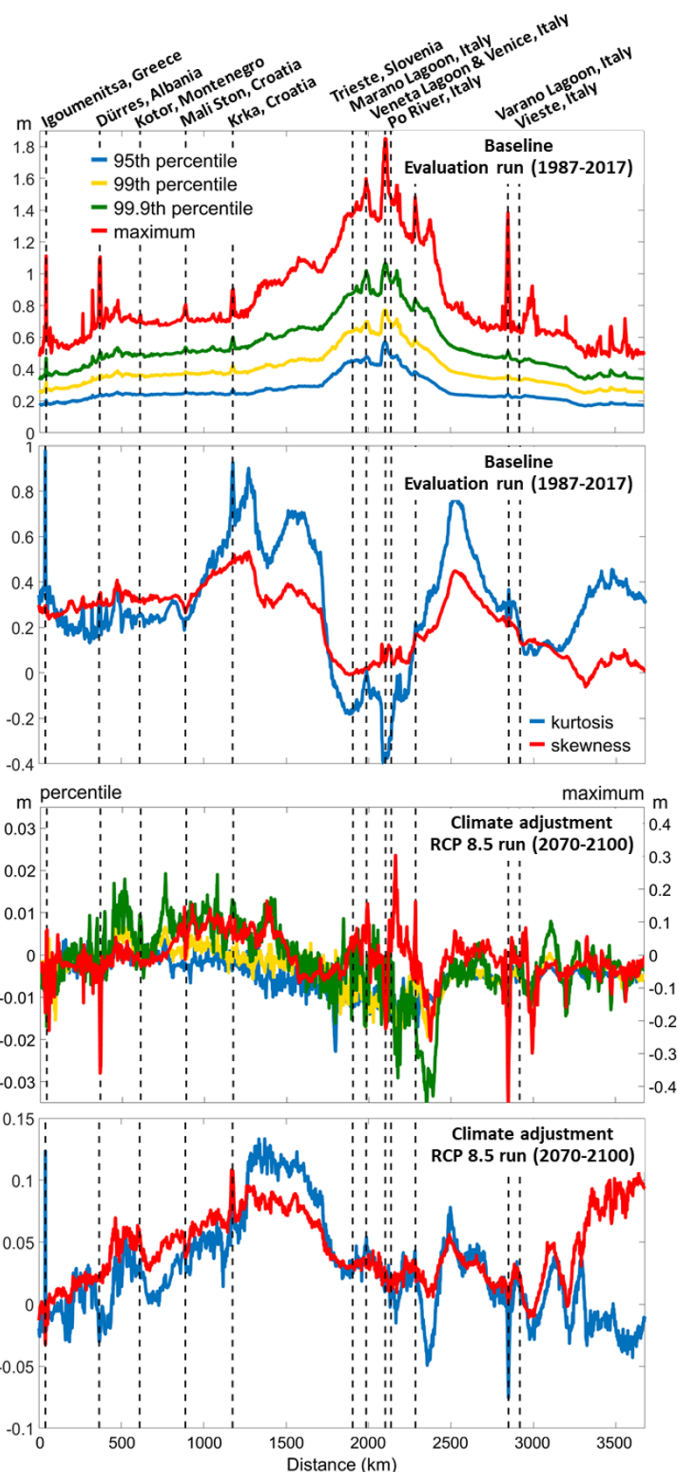 Igoumenitsa, Greece
Dürres, Albania
Kotor, Montenegro
Mali Ston, Croatia
Krka, Croatia
Trieste, Slovenia
Marano Lagoon, Italy
Veneta Lagoon & Venice, Italy
Po River, Italy
Varano Lagoon, Italy
Vieste, Italy
m
Baseline
Evaluation run (1987-2017)
95th percentile
99th percentile
99.9th percentile
maximum
1.8
1.6
1.4
1.2
1
0.8
0.6
0.4
0.2
0
Baseline
Evaluation run (1987-2017)
1
0.8
0.6
0.4
0.2
0
-0.2
-0.4
kurtosis
skewness
m percentile
maximum m
Climate adjustment
RCP 8.5 run (2070-2100)
0.03
0.02
0.01
0
-0.01
-0.02
-0.03
0.4
0.3
0.2
0.1
0
-0.1
-0.2
-0.3
-0.4
Climate adjustment
RCP 8.5 run (2070-2100)
0.15
0.1
0.05
0
-0.05
-0.1
0 500 1000 1500 2000 2500 3000 3500
Distance (km)